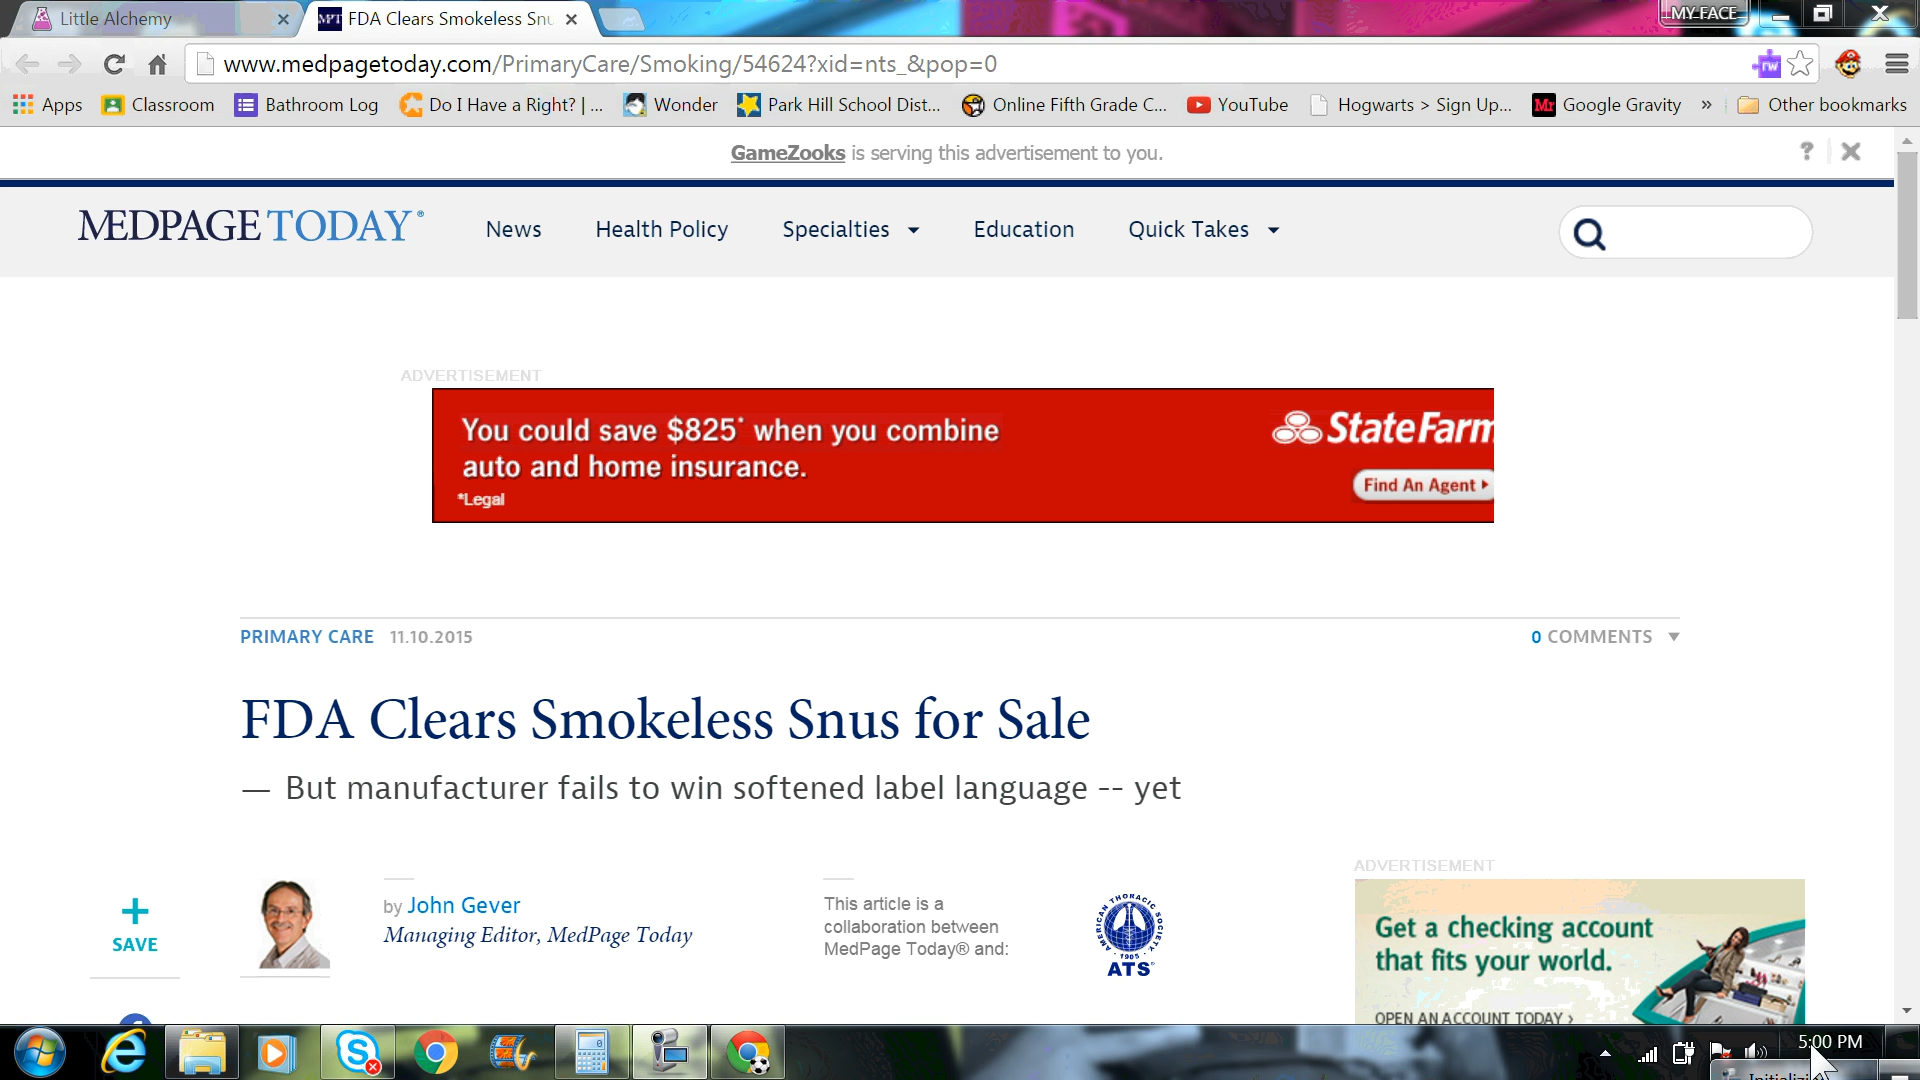 Little Alchemy
MPT FDA Clears Smokeless Snu
MY FACE
www.medpagetoday.com/PrimaryCare/Smoking/54624?xid=nts_&pop=0
rw
Apps Classroom Bathroom Log Do I Have a Right? | ... Wonder Park Hill School Dist... Online Fifth Grade C... YouTube Hogwarts > Sign Up... Mr Google Gravity » Other bookmarks
GameZooks is serving this advertisement to you.
?
MEDPAGE TODAY®
News Health Policy Specialties Education Quick Takes
ADVERTISEMENT
You could save $825* when you combine
auto and home insurance.
*Legal
StateFarm
Find An Agent
PRIMARY CARE 11.10.2015
0 COMMENTS
FDA Clears Smokeless Snus for Sale
— But manufacturer fails to win softened label language -- yet
+
SAVE
by John Gever
Managing Editor, MedPage Today
This article is a
collaboration between
MedPage Today® and:
AMERICAN THORACIC SOCIETY
· 1905 ·
ATS
ADVERTISEMENT
Get a checking account
that fits your world.
OPEN AN ACCOUNT TODAY >
5:00 PM